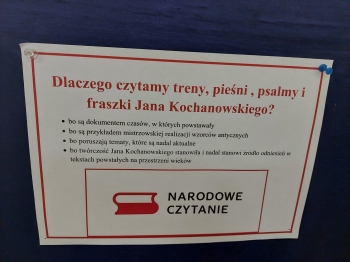 Dlaczego czytamy treny, pieśni , psalmy i
fraszki Jana Kochanowskiego?
• bo są dokumentem czasów, w których powstawały
• bo są przykładem mistrzowskiej realizacji wzorców antycznych
• bo poruszają tematy, które są nadal aktualne
• bo twórczość Jana Kochanowskiego stanowiła i nadal stanowi źródło odniesień w
tekstach powstałych na przestrzeni wieków
NARODOWE
CZYTANIE